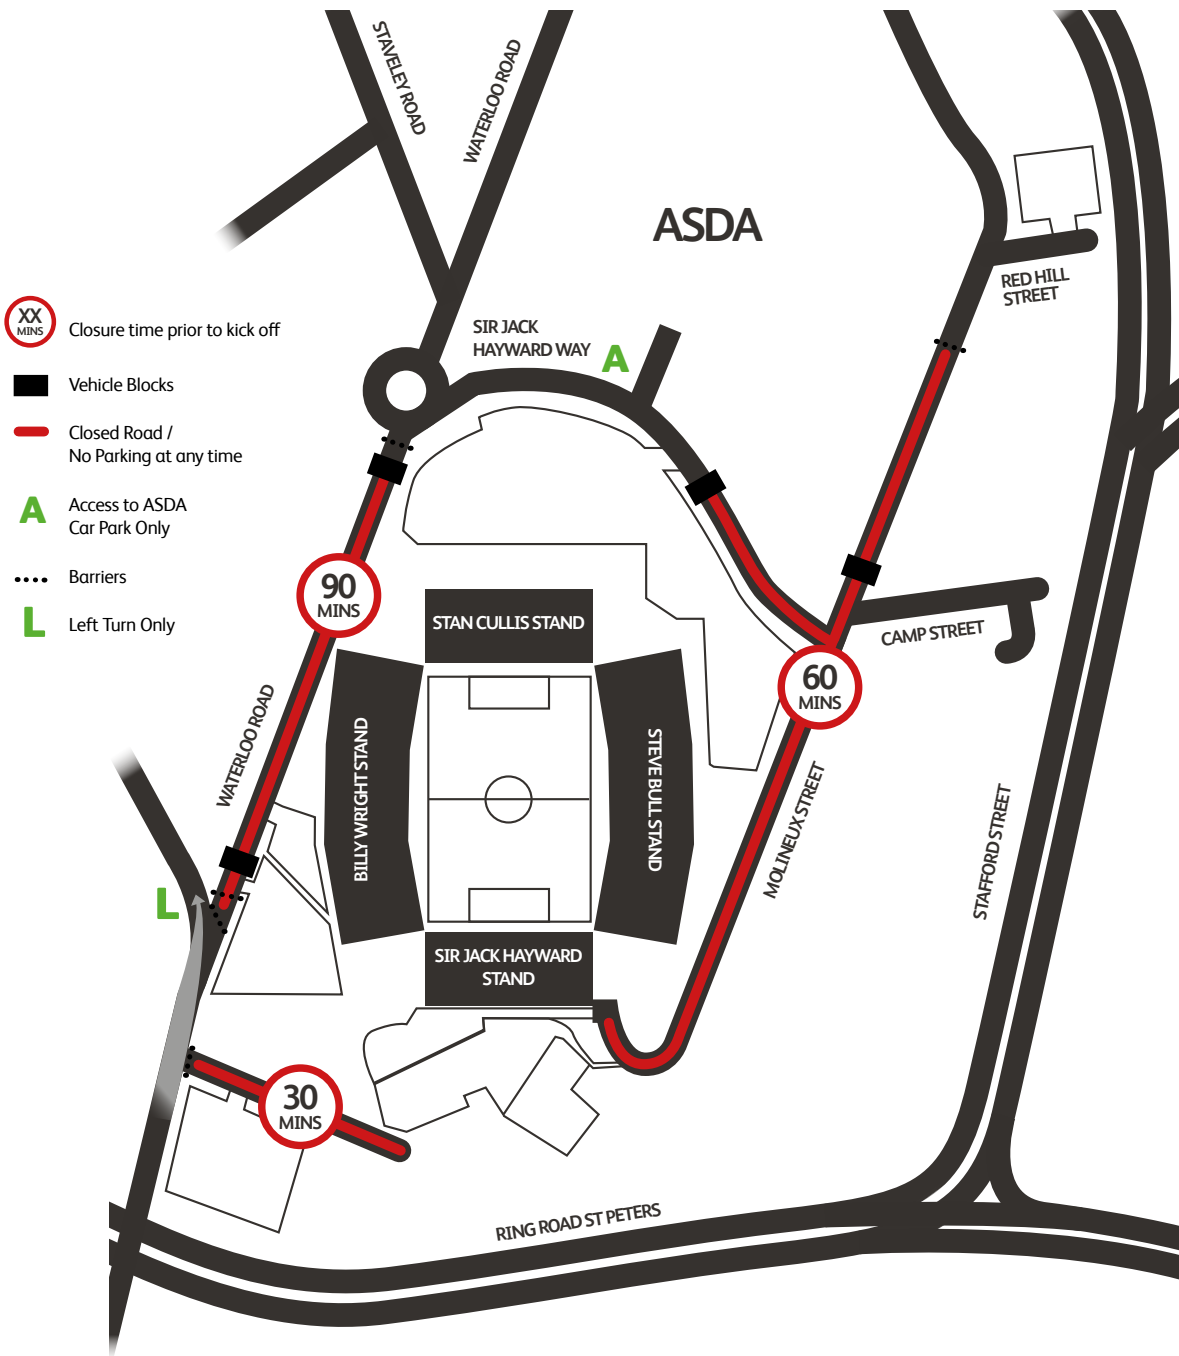 STAVELEY ROAD
WATERLOO ROAD
ASDA
RED HILL
STREET
SIR JACK
HAYWARD WAY
A
XX
MINS
Closure time prior to kick off
Vehicle Blocks
Closed Road /
No Parking at any time
A
Access to ASDA
Car Park Only
Barriers
L
Left Turn Only
90
MINS
STAN CULLIS STAND
CAMP STREET
60
MINS
WATERLOO ROAD
BILLY WRIGHT STAND
STEVE BULL STAND
MOLINEUX STREET
STAFFORD STREET
L
SIR JACK HAYWARD
STAND
30
MINS
RING ROAD ST PETERS